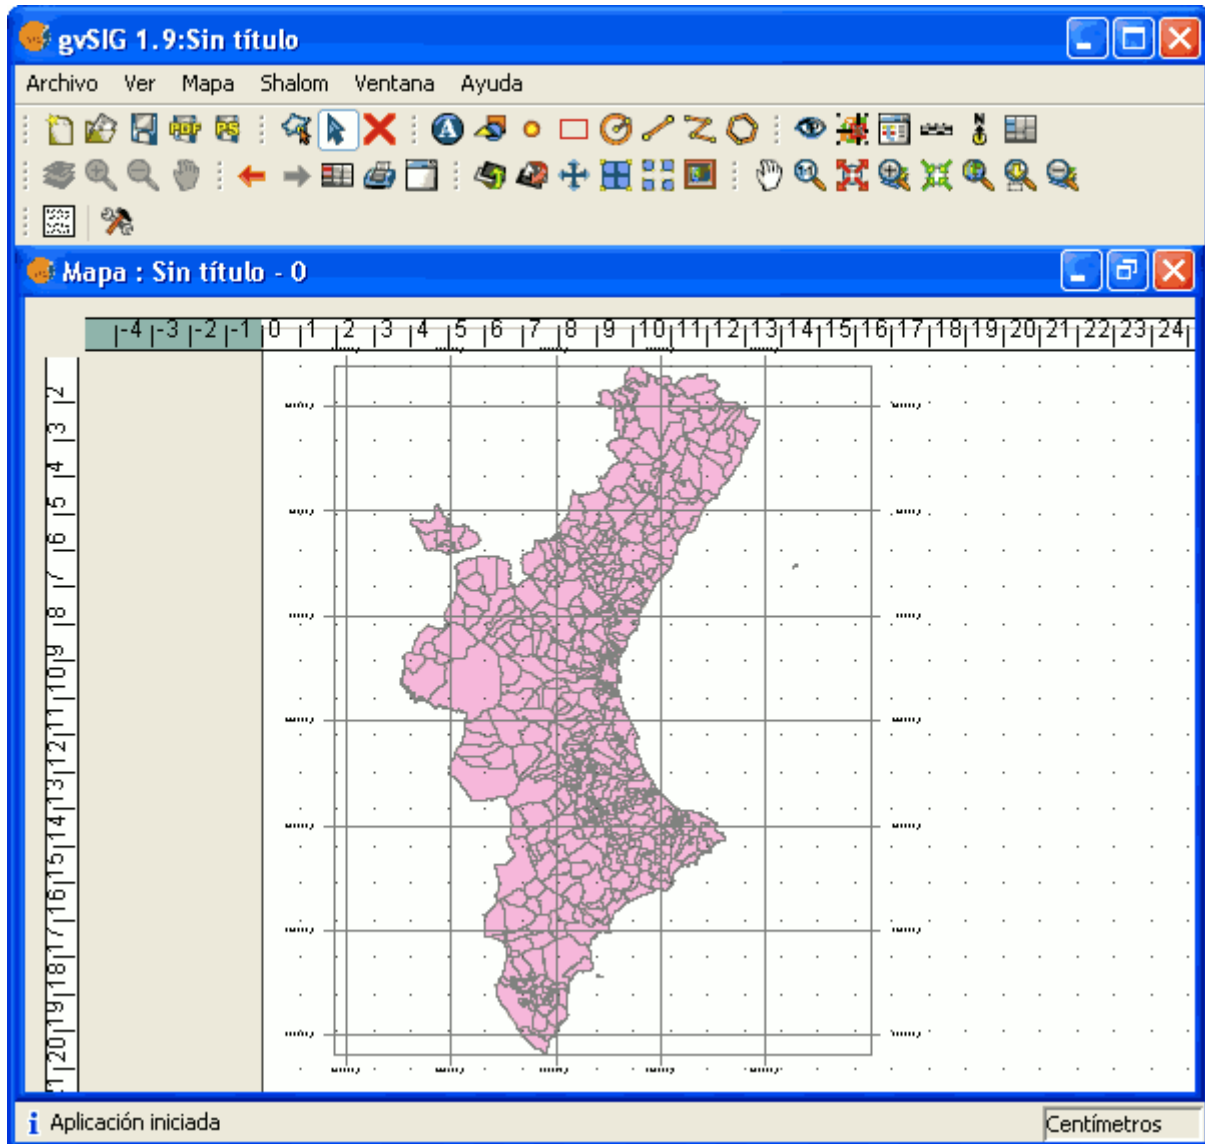 gvSIG 1.9:Sin título
Archivo Ver Mapa Shalom Ventana Ayuda
PDF PS
Mapa : Sin título - 0
-4 -3 -2 -1 0 1 2 3 4 5 6 7 8 9 10 11 12 13 14 15 16 17 18 19 20 21 22 23 24
2
3
4
5
6
7
8
9
10
11
12
13
14
15
16
17
18
19
20
Aplicación iniciada
Centímetros